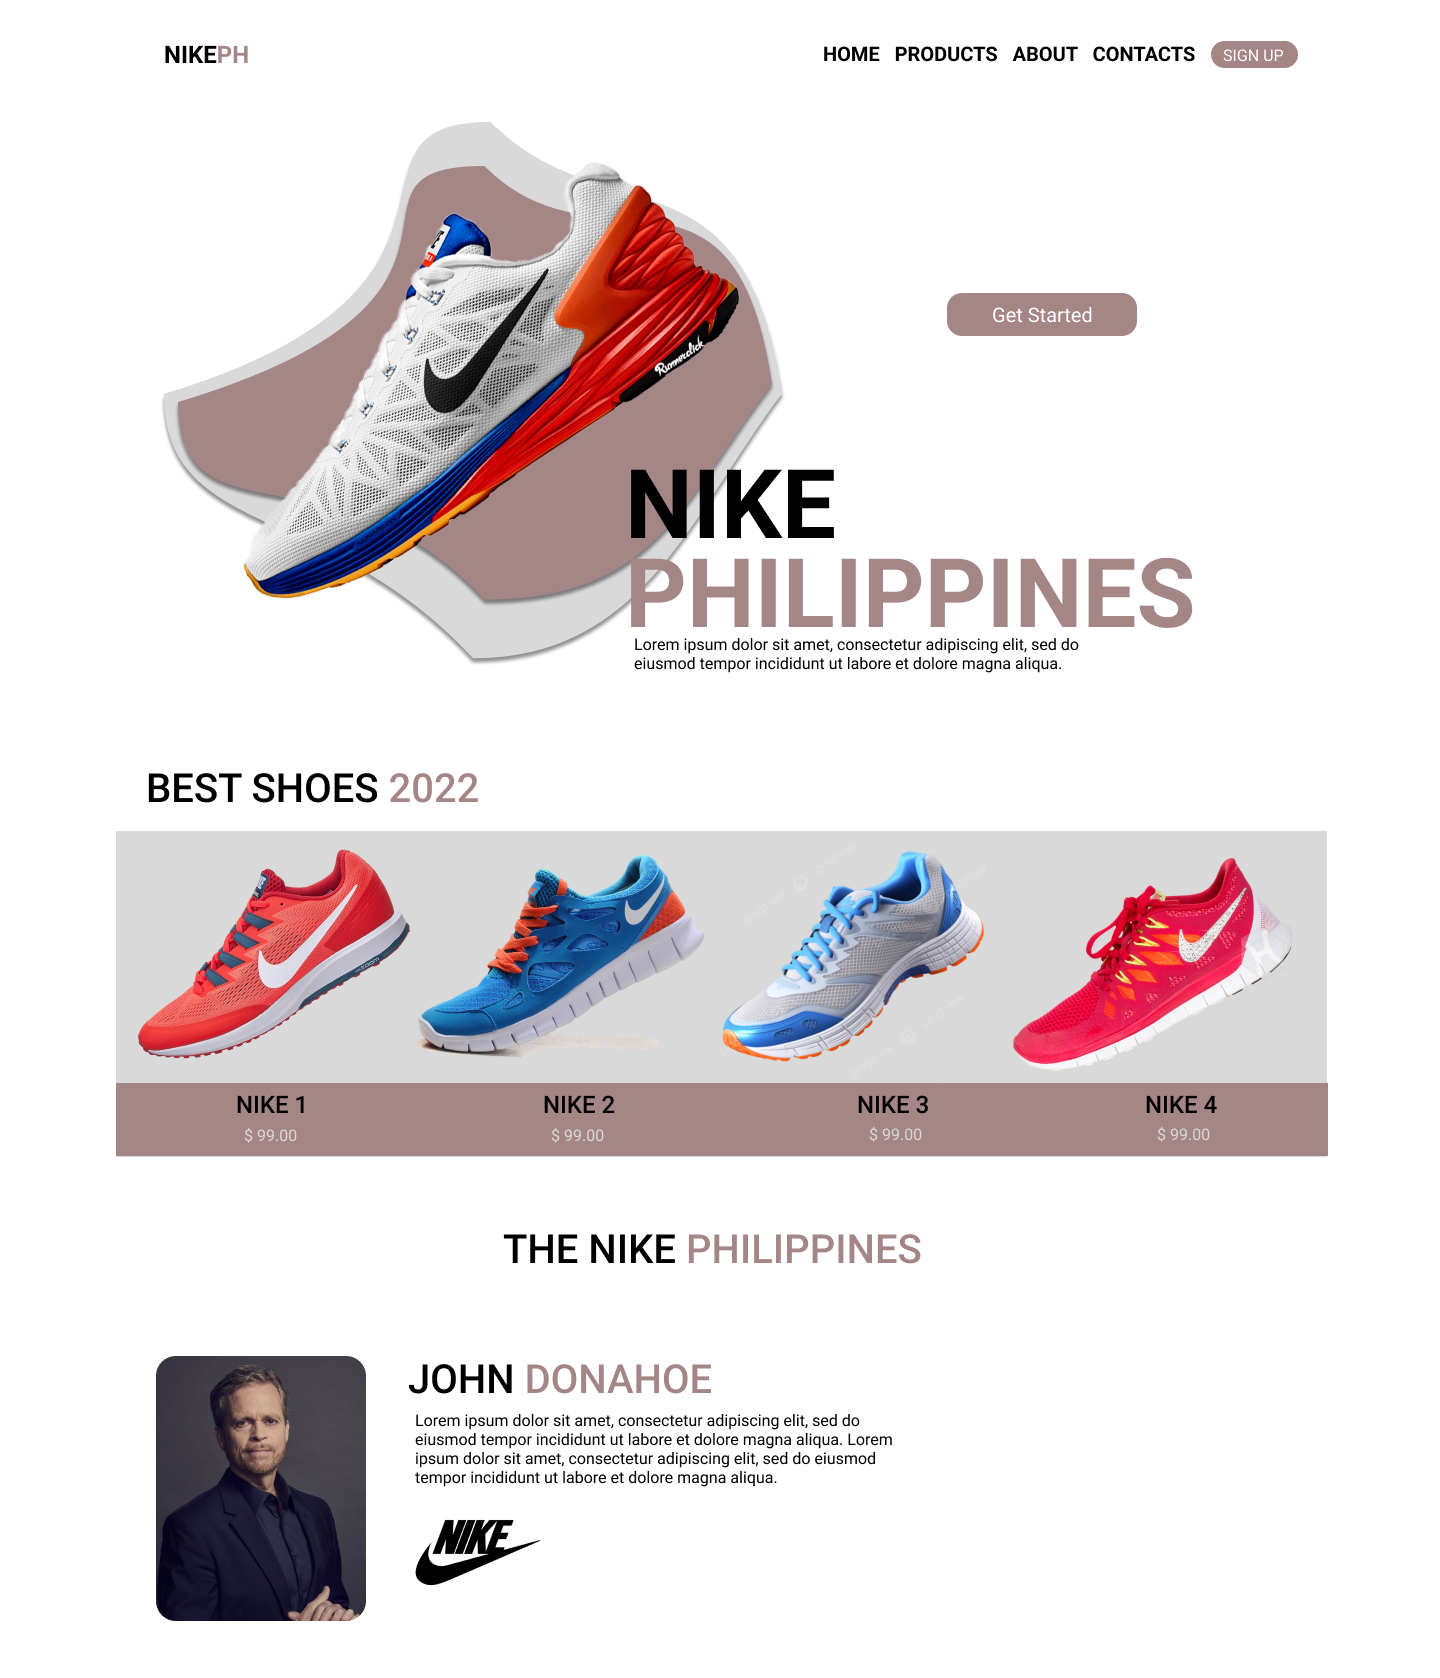 NIKEPH
HOME PRODUCTS ABOUT CONTACTS SIGN UP
Runnerclick
Get Started
NIKE
PHILIPPINES
Lorem ipsum dolor sit amet, consectetur adipiscing elit, sed do
eiusmod tempor incididunt ut labore et dolore magna aliqua.
BEST SHOES 2022
NIKE 1 NIKE 2 NIKE 3 NIKE 4
$ 99.00 $ 99.00 $ 99.00 $ 99.00
THE NIKE PHILIPPINES
JOHN DONAHOE
Lorem ipsum dolor sit amet, consectetur adipiscing elit, sed do
eiusmod tempor incididunt ut labore et dolore magna aliqua. Lorem
ipsum dolor sit amet, consectetur adipiscing elit, sed do eiusmod
tempor incididunt ut labore et dolore magna aliqua.
NIKE